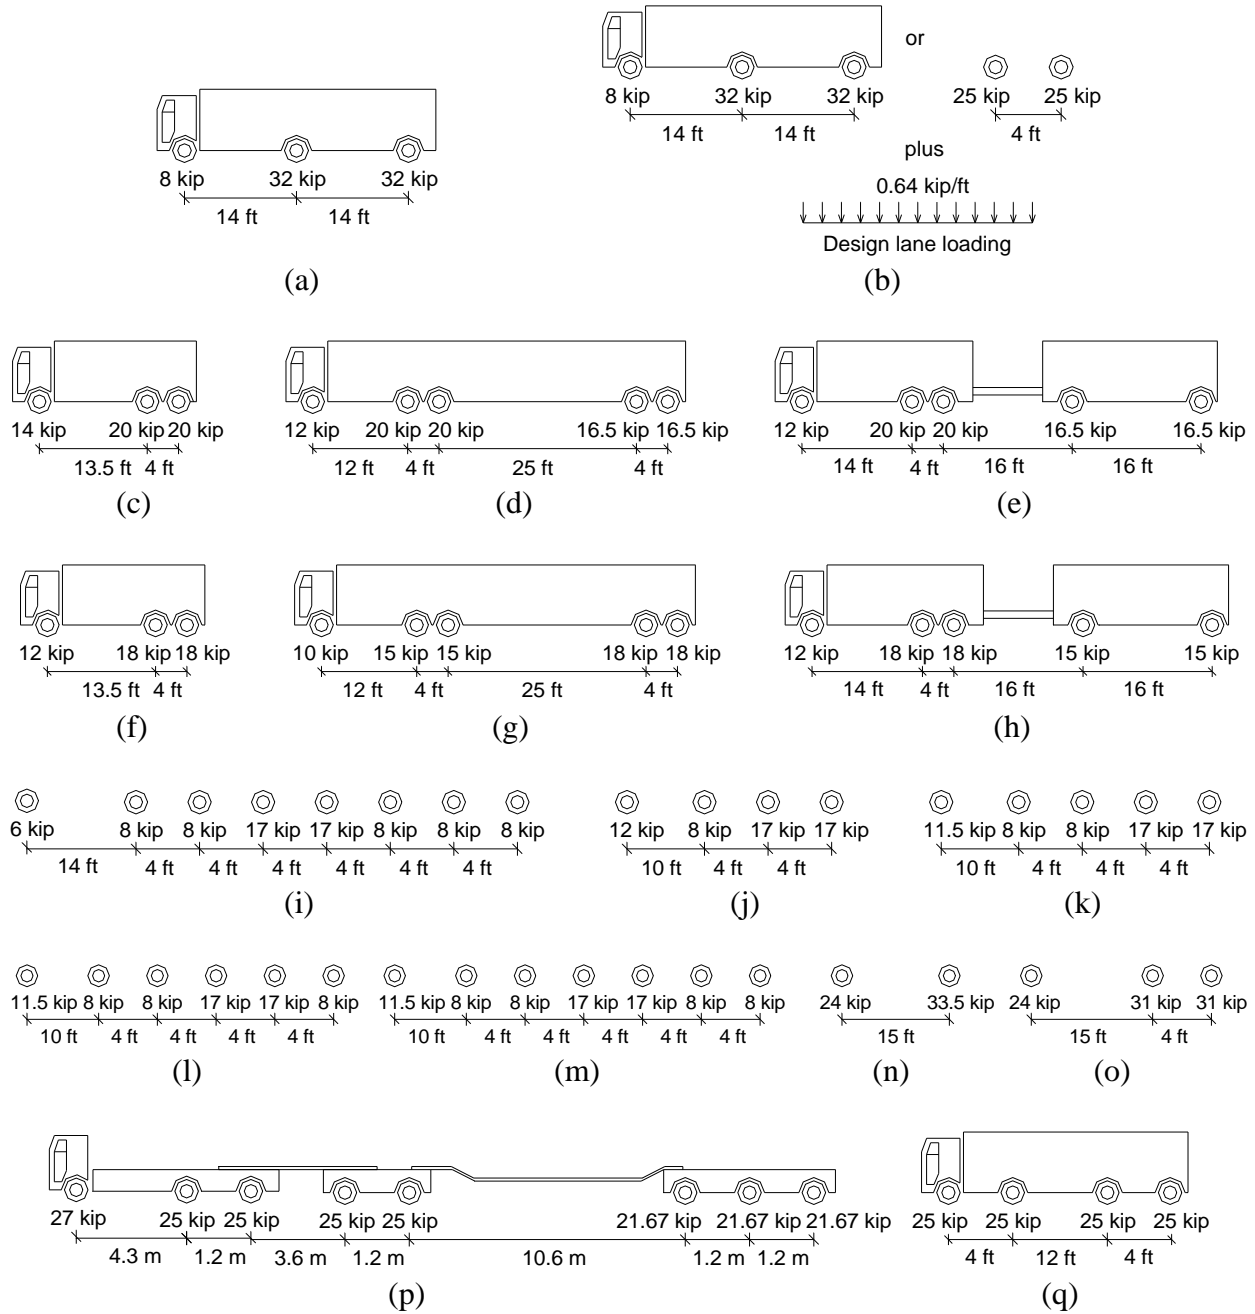 8 kip 32 kip 32 kip
14 ft 14 ft
(a)
or
8 kip 32 kip 32 kip 25 kip 25 kip
14 ft 14 ft 4 ft
plus
0.64 kip/ft
Design lane loading
(b)
14 kip 20 kip 20 kip
13.5 ft 4 ft
(c)
12 kip 20 kip 20 kip 16.5 kip 16.5 kip
12 ft 4 ft 25 ft 4 ft
(d)
12 kip 20 kip 20 kip 16.5 kip 16.5 kip
14 ft 4 ft 16 ft 16 ft
(e)
12 kip 18 kip 18 kip
13.5 ft 4 ft
(f)
10 kip 15 kip 15 kip 18 kip 18 kip
12 ft 4 ft 25 ft 4 ft
(g)
12 kip 18 kip 18 kip 15 kip 15 kip
14 ft 4 ft 16 ft 16 ft
(h)
6 kip 8 kip 8 kip 17 kip 17 kip 8 kip 8 kip 8 kip
14 ft 4 ft 4 ft 4 ft 4 ft 4 ft 4 ft
(i)
12 kip 8 kip 17 kip 17 kip
10 ft 4 ft 4 ft
(j)
11.5 kip 8 kip 8 kip 17 kip 17 kip
10 ft 4 ft 4 ft 4 ft
(k)
11.5 kip 8 kip 8 kip 17 kip 17 kip 8 kip
10 ft 4 ft 4 ft 4 ft 4 ft
(l)
11.5 kip 8 kip 8 kip 17 kip 17 kip 8 kip 8 kip
10 ft 4 ft 4 ft 4 ft 4 ft 4 ft
(m)
24 kip 33.5 kip
15 ft
(n)
24 kip 31 kip 31 kip
15 ft 4 ft
(o)
27 kip 25 kip 25 kip 25 kip 25 kip 21.67 kip 21.67 kip 21.67 kip
4.3 m 1.2 m 3.6 m 1.2 m 10.6 m 1.2 m 1.2 m
(p)
25 kip 25 kip 25 kip 25 kip
4 ft 12 ft 4 ft
(q)